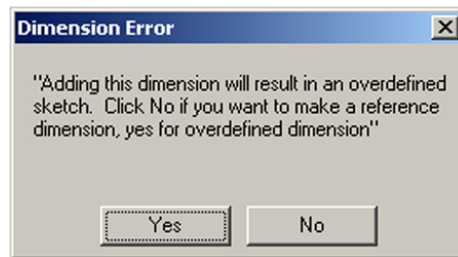 Dimension Error
"Adding this dimension will result in an overdefined
sketch. Click No if you want to make a reference
dimension, yes for overdefined dimension"
Yes No